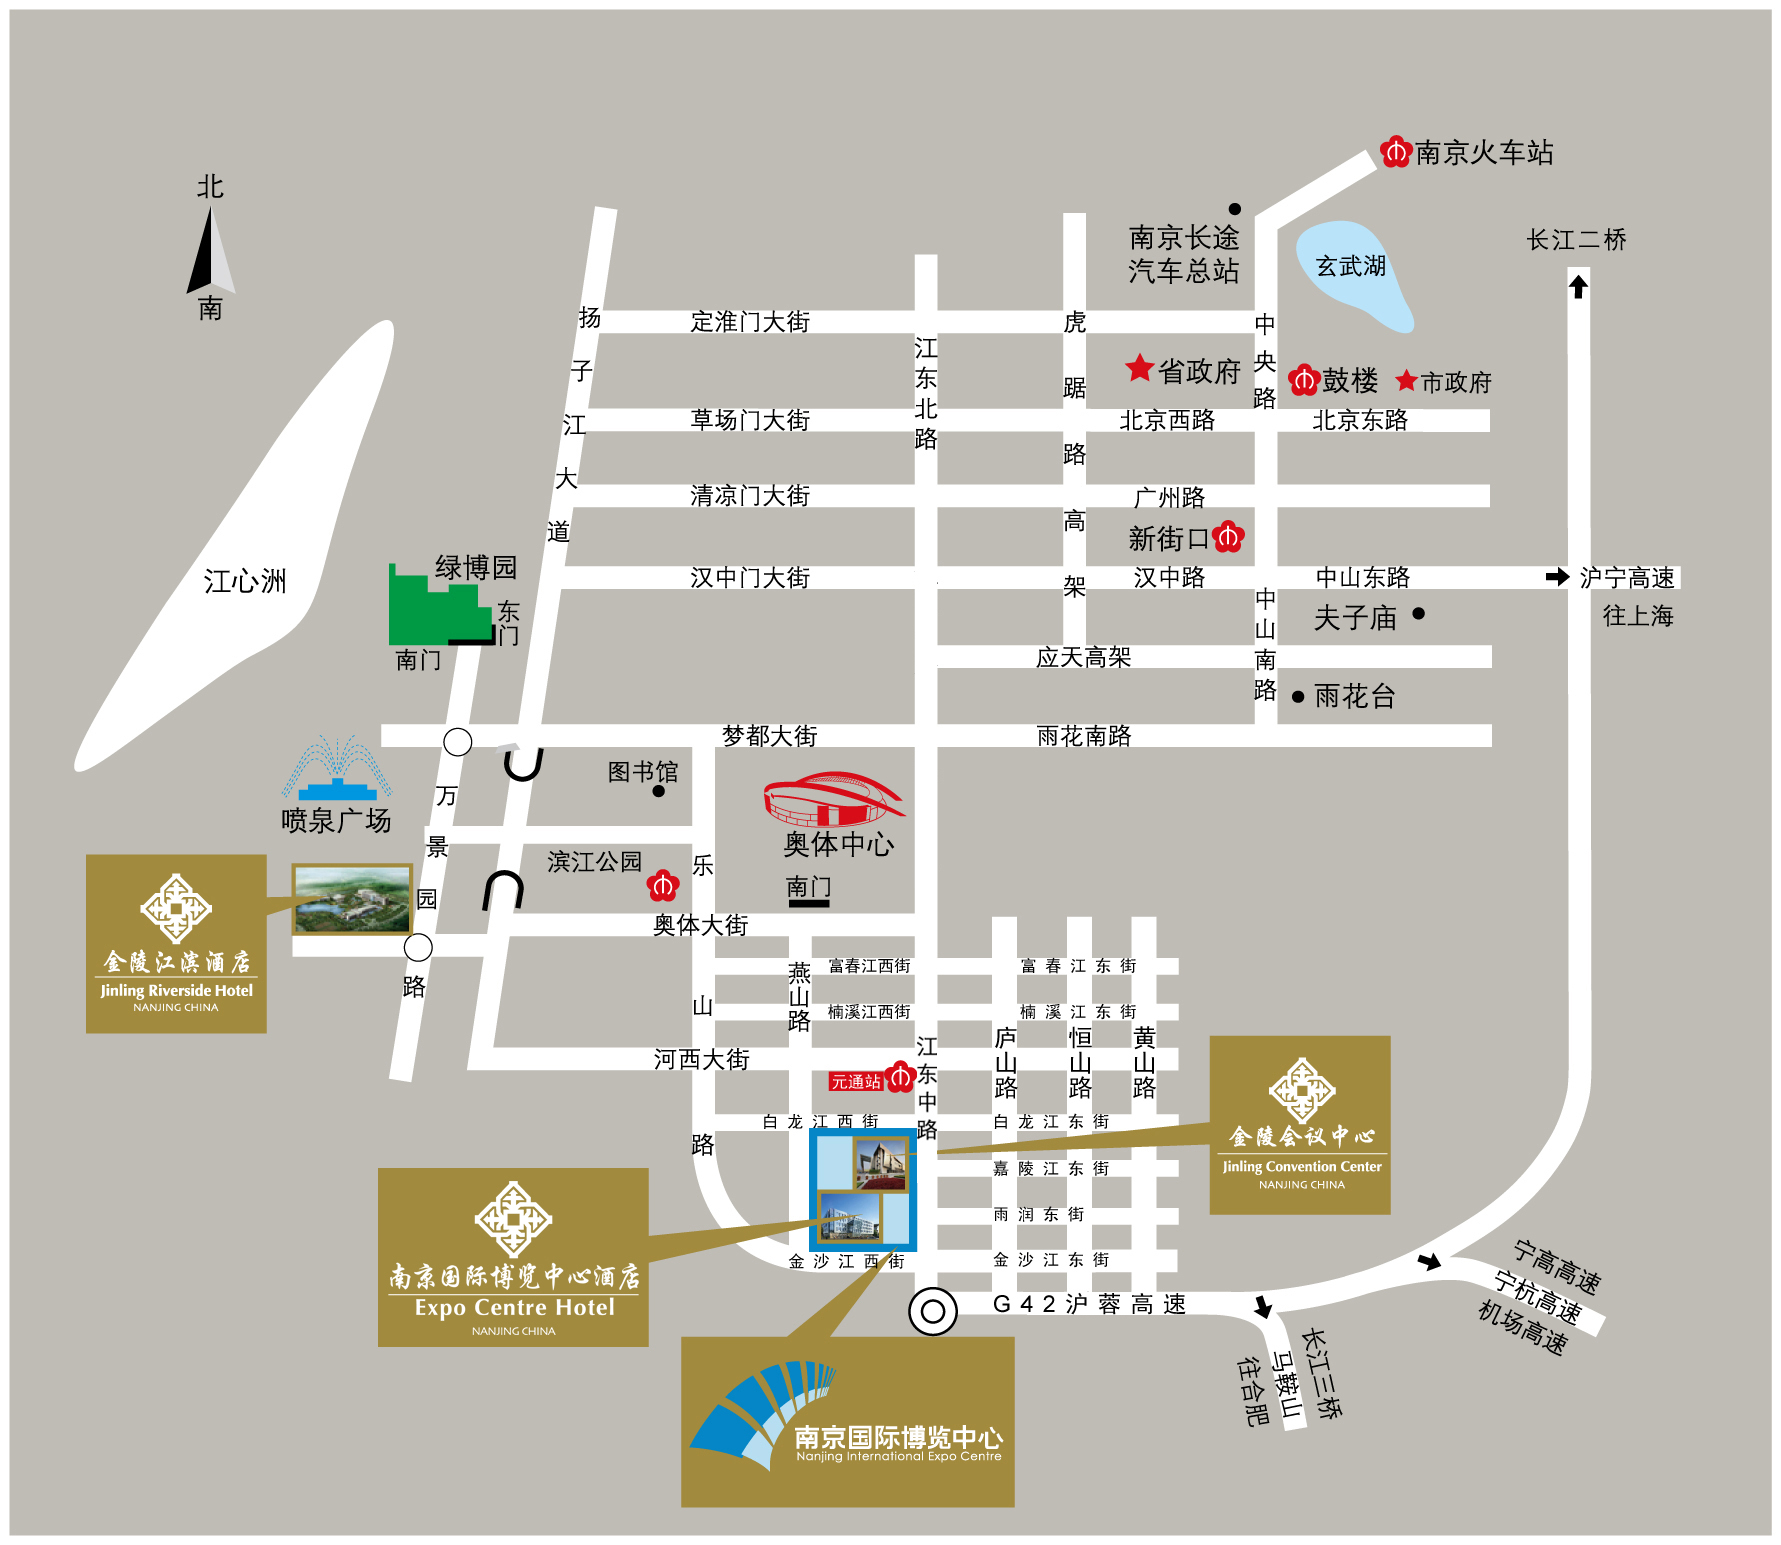 南京火车站
北
南
南京长途
汽车总站
玄武湖
长江二桥
扬子江大道
定淮门大街
江东北路
虎踞路高架
中央路
省政府
鼓楼
市政府
草场门大街
北京西路
北京东路
清凉门大街
广州路
新街口
绿博园
东门
南门
江心洲
汉中门大街
汉中路
中山东路
沪宁高速
往上海
中山南路
夫子庙
应天高架
雨花台
梦都大街
雨花南路
喷泉广场
万景园路
图书馆
奥体中心
南门
滨江公园
乐山路
奥体大街
金陵江滨酒店
Jinling Riverside Hotel
NANJING CHINA
燕山路
富春江西街
富春江东街
楠溪江西街
楠溪江东街
庐山路
恒山路
黄山路
河西大街
江东中路
元通站
白龙江西街
白龙江东街
金陵会议中心
Jinling Convention Center
NANJING CHINA
嘉陵江东街
雨润东街
金沙江西街
金沙江东街
南京国际博览中心酒店
Expo Centre Hotel
NANJING CHINA
G42沪蓉高速
宁高高速
宁杭高速
机场高速
长江三桥
马鞍山
往合肥
南京国际博览中心
Nanjing International Expo Centre